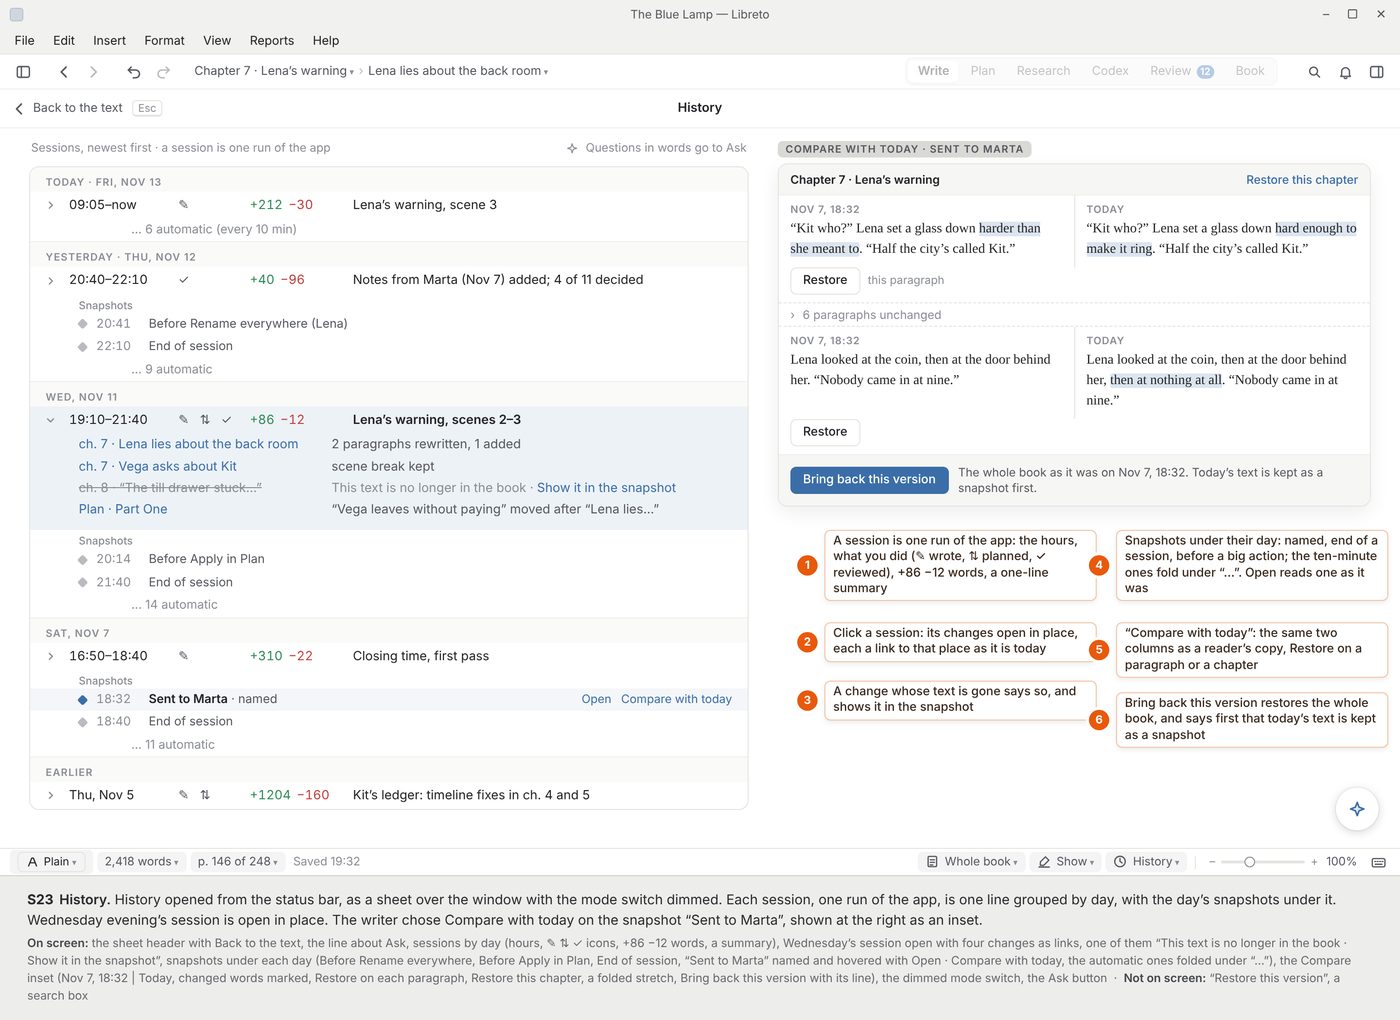 The Blue Lamp — Libreto
File Edit Insert Format View Reports Help
Chapter 7 · Lena’s warning › Lena lies about the back room
Write Plan Research Codex Review 12 Book
Back to the text Esc
History
Sessions, newest first · a session is one run of the app
Questions in words go to Ask
TODAY · FRI, NOV 13
09:05–now ✎ +212 −30 Lena’s warning, scene 3
... 6 automatic (every 10 min)
YESTERDAY · THU, NOV 12
20:40–22:10 ✓ +40 −96 Notes from Marta (Nov 7) added; 4 of 11 decided
Snapshots
20:41 Before Rename everywhere (Lena)
22:10 End of session
... 9 automatic
WED, NOV 11
19:10–21:40 ✎ ⇅ ✓ +86 −12 Lena’s warning, scenes 2–3
ch. 7 · Lena lies about the back room 2 paragraphs rewritten, 1 added
ch. 7 · Vega asks about Kit scene break kept
ch. 8 · “The till drawer stuck...” This text is no longer in the book · Show it in the snapshot
Plan · Part One “Vega leaves without paying” moved after “Lena lies...”
Snapshots
20:14 Before Apply in Plan
21:40 End of session
... 14 automatic
SAT, NOV 7
16:50–18:40 ✎ +310 −22 Closing time, first pass
Snapshots
18:32 Sent to Marta · named Open Compare with today
18:40 End of session
... 11 automatic
EARLIER
Thu, Nov 5 ✎ ⇅ +1204 −160 Kit’s ledger: timeline fixes in ch. 4 and 5
COMPARE WITH TODAY · SENT TO MARTA
Chapter 7 · Lena’s warning Restore this chapter
NOV 7, 18:32
“Kit who?” Lena set a glass down harder than
she meant to. “Half the city’s called Kit.”
TODAY
“Kit who?” Lena set a glass down hard enough to
make it ring. “Half the city’s called Kit.”
Restore this paragraph
› 6 paragraphs unchanged
NOV 7, 18:32
Lena looked at the coin, then at the door behind
her. “Nobody came in at nine.”
TODAY
Lena looked at the coin, then at the door behind
her, then at nothing at all. “Nobody came in at
nine.”
Restore
Bring back this version
The whole book as it was on Nov 7, 18:32. Today’s text is kept as a
snapshot first.
1
A session is one run of the app: the hours,
what you did (✎ wrote, ⇅ planned, ✓
reviewed), +86 −12 words, a one-line
summary
2
Click a session: its changes open in place,
each a link to that place as it is today
3
A change whose text is gone says so, and
shows it in the snapshot
4
Snapshots under their day: named, end of a
session, before a big action; the ten-minute
ones fold under “...”. Open reads one as it
was
5
“Compare with today”: the same two
columns as a reader’s copy, Restore on a
paragraph or a chapter
6
Bring back this version restores the whole
book, and says first that today’s text is kept
as a snapshot
Plain 2,418 words p. 146 of 248 Saved 19:32
Whole book Show History − + 100%
S23 History. History opened from the status bar, as a sheet over the window with the mode switch dimmed. Each session, one run of the app, is one line grouped by day, with the day’s snapshots under it.
Wednesday evening’s session is open in place. The writer chose Compare with today on the snapshot “Sent to Marta”, shown at the right as an inset.
On screen: the sheet header with Back to the text, the line about Ask, sessions by day (hours, ✎ ⇅ ✓ icons, +86 −12 words, a summary), Wednesday’s session open with four changes as links, one of them “This text is no longer in the book ·
Show it in the snapshot”, snapshots under each day (Before Rename everywhere, Before Apply in Plan, End of session, “Sent to Marta” named and hovered with Open · Compare with today, the automatic ones folded under “...”), the Compare
inset (Nov 7, 18:32 | Today, changed words marked, Restore on each paragraph, Restore this chapter, a folded stretch, Bring back this version with its line), the dimmed mode switch, the Ask button · Not on screen: “Restore this version”, a
search box